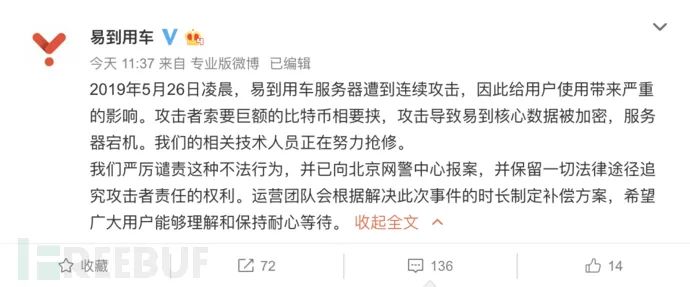 易到用车
今天 11:37 来自 专业版微博 已编辑
2019年5月26日凌晨，易到用车服务器遭到连续攻击，因此给用户使用带来严重
的影响。攻击者索要巨额的比特币相要挟，攻击导致易到核心数据被加密，服务
器宕机。我们的相关技术人员正在努力抢修。
我们严厉谴责这种不法行为，并已向北京网警中心报案，并保留一切法律途径追
究攻击者责任的权利。运营团队会根据解决此次事件的时长制定补偿方案，希望
广大用户能够理解和保持耐心等待。 收起全文
收藏 72 136 14
FREEBUF